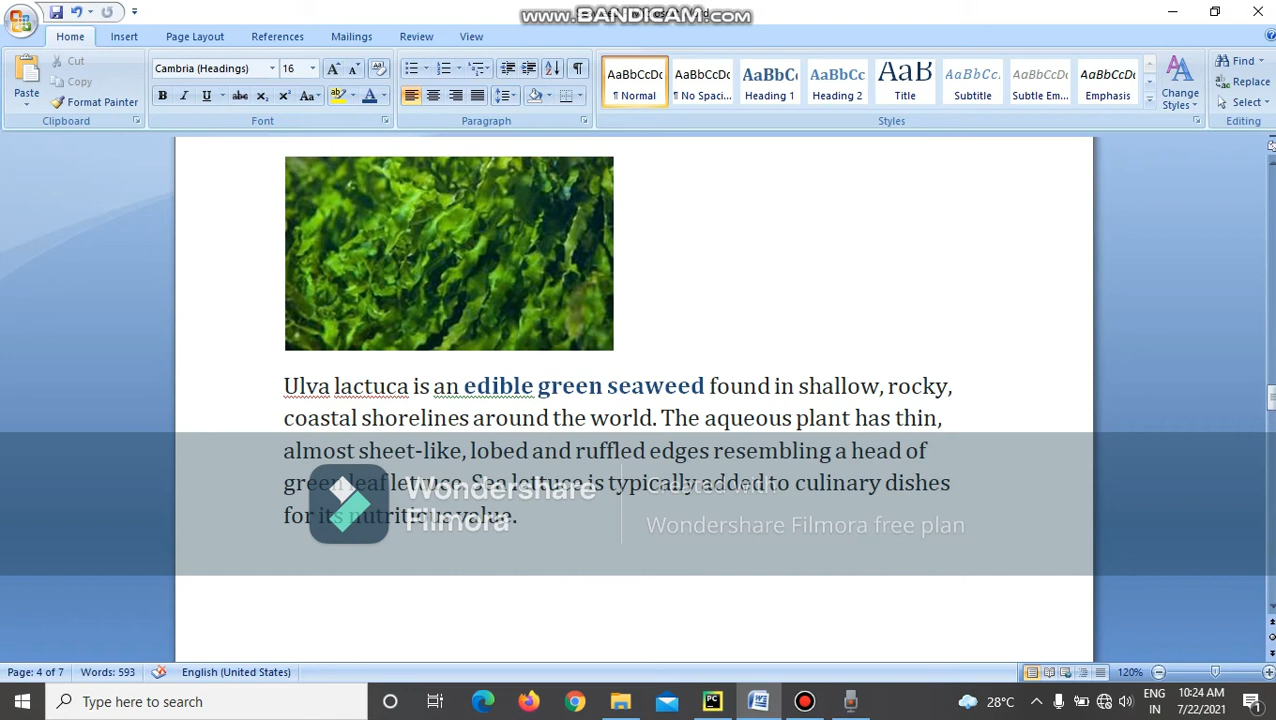 www.BANDICAM.com
Home
Insert
Page Layout
References
Mailings
Review
View
Paste
Cut
Copy
Format Painter
Clipboard
Cambria (Headings)
16
Font
Paragraph
AaBbCcDc
¶ Normal
AaBbCcDc
¶ No Spaci...
AaBbC
Heading 1
AaBbCc
Heading 2
AaB
Title
AaBbCc.
Subtitle
AaBbCcDc
Subtle Em...
AaBbCcDc
Emphasis
Change
Styles
Styles
Find
Replace
Select
Editing
Ulva lactuca is an edible green seaweed found in shallow, rocky,
coastal shorelines around the world. The aqueous plant has thin,
almost sheet-like, lobed and ruffled edges resembling a head of
green leaf lettuce. Sea lettuce is typically added to culinary dishes
for its nutritious value.
Wondershare
Filmora
Created with
Wondershare Filmora free plan
Page: 4 of 7
Words: 593
English (United States)
120%
Type here to search
28°C
ENG
IN
10:24 AM
7/22/2021